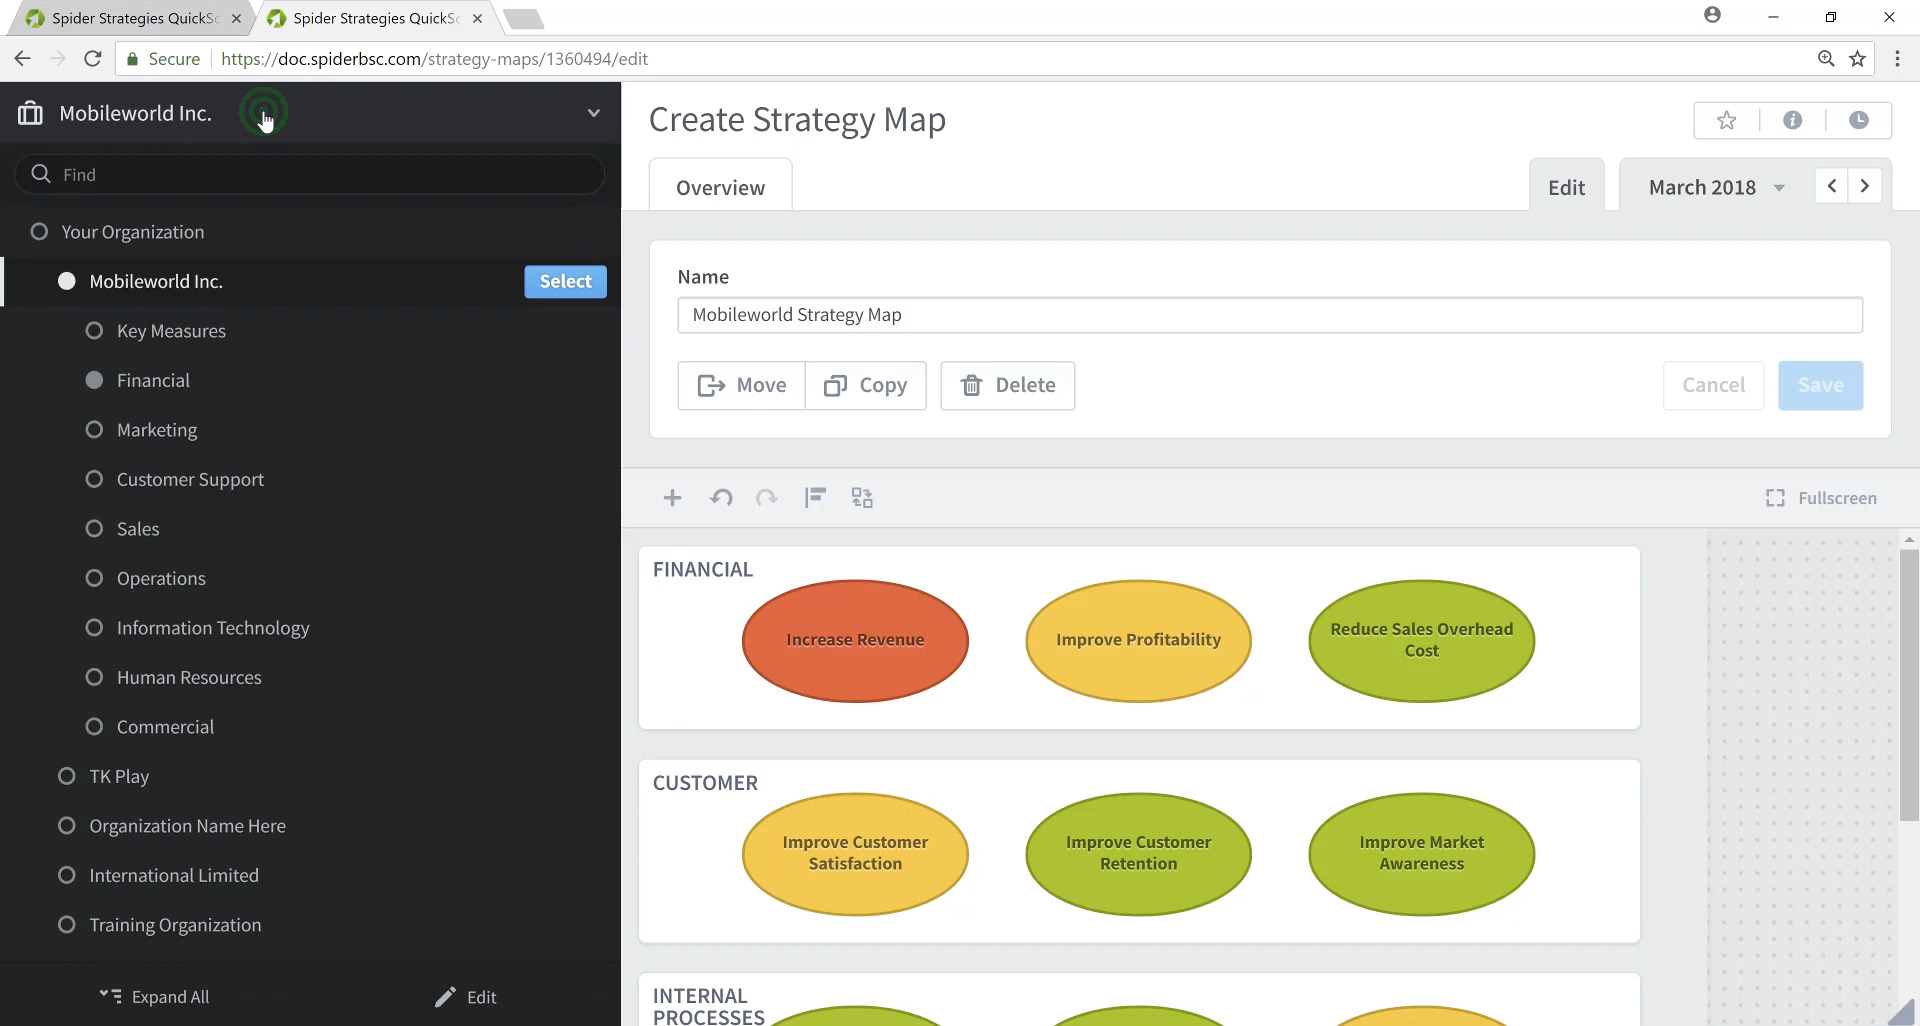 Spider Strategies QuickSc
Spider Strategies QuickSc
Secure
https://doc.spiderbsc.com/strategy-maps/1360494/edit
Mobileworld Inc.
Find
Your Organization
Mobileworld Inc.
Select
Key Measures
Financial
Marketing
Customer Support
Sales
Operations
Information Technology
Human Resources
Commercial
TK Play
Organization Name Here
International Limited
Training Organization
Expand All
Edit
Create Strategy Map
Overview
Edit
March 2018
Name
Mobileworld Strategy Map
Move
Copy
Delete
Cancel
Save
Fullscreen
FINANCIAL
Increase Revenue
Improve Profitability
Reduce Sales Overhead
Cost
CUSTOMER
Improve Customer
Satisfaction
Improve Customer
Retention
Improve Market
Awareness
INTERNAL
PROCESSES